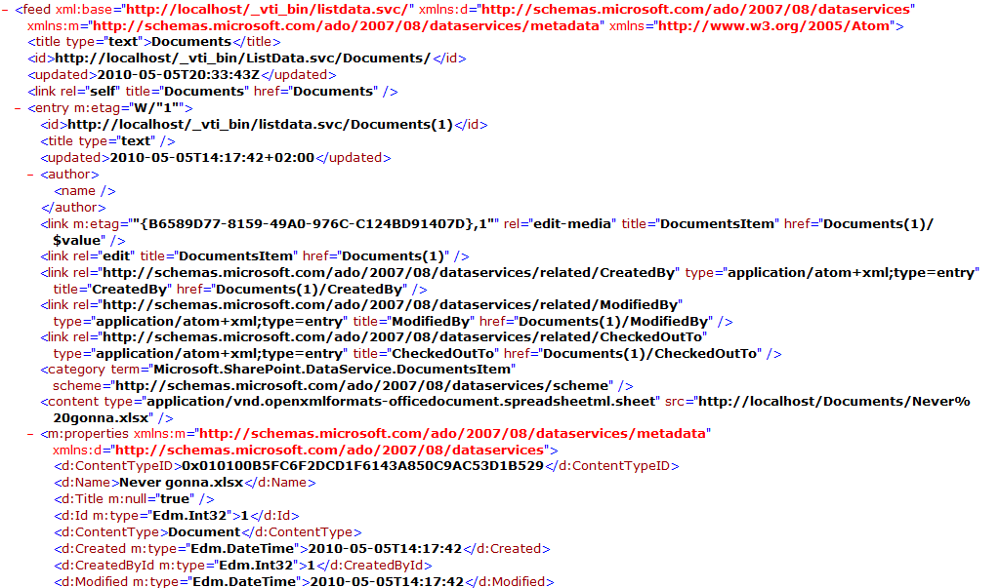 - <feed xml:base="http://localhost/_vti_bin/listdata.svc/" xmlns:d="http://schemas.microsoft.com/ado/2007/08/dataservices"
xmlns:m="http://schemas.microsoft.com/ado/2007/08/dataservices/metadata" xmlns="http://www.w3.org/2005/Atom">
<title type="text">Documents</title>
<id>http://localhost/_vti_bin/ListData.svc/Documents/</id>
<updated>2010-05-05T20:33:43Z</updated>
<link rel="self" title="Documents" href="Documents" />
- <entry m:etag="W/"1"">
<id>http://localhost/_vti_bin/listdata.svc/Documents(1)</id>
<title type="text" />
<updated>2010-05-05T14:17:42+02:00</updated>
- <author>
<name />
</author>
<link m:etag=""{B6589D77-8159-49A0-976C-C124BD91407D},1"" rel="edit-media" title="DocumentsItem" href="Documents(1)/
$value" />
<link rel="edit" title="DocumentsItem" href="Documents(1)" />
<link rel="http://schemas.microsoft.com/ado/2007/08/dataservices/related/CreatedBy" type="application/atom+xml;type=entry"
title="CreatedBy" href="Documents(1)/CreatedBy" />
<link rel="http://schemas.microsoft.com/ado/2007/08/dataservices/related/ModifiedBy"
type="application/atom+xml;type=entry" title="ModifiedBy" href="Documents(1)/ModifiedBy" />
<link rel="http://schemas.microsoft.com/ado/2007/08/dataservices/related/CheckedOutTo"
type="application/atom+xml;type=entry" title="CheckedOutTo" href="Documents(1)/CheckedOutTo" />
<category term="Microsoft.SharePoint.DataService.DocumentsItem"
scheme="http://schemas.microsoft.com/ado/2007/08/dataservices/scheme" />
<content type="application/vnd.openxmlformats-officedocument.spreadsheetml.sheet" src="http://localhost/Documents/Never%
20gonna.xlsx" />
- <m:properties xmlns:m="http://schemas.microsoft.com/ado/2007/08/dataservices/metadata"
xmlns:d="http://schemas.microsoft.com/ado/2007/08/dataservices">
<d:ContentTypeID>0x010100B5FC6F2DCD1F6143A850C9AC53D1B529</d:ContentTypeID>
<d:Name>Never gonna.xlsx</d:Name>
<d:Title m:null="true" />
<d:Id m:type="Edm.Int32">1</d:Id>
<d:ContentType>Document</d:ContentType>
<d:Created m:type="Edm.DateTime">2010-05-05T14:17:42</d:Created>
<d:CreatedById m:type="Edm.Int32">1</d:CreatedById>
<d:Modified m:type="Edm.DateTime">2010-05-05T14:17:42</d:Modified>